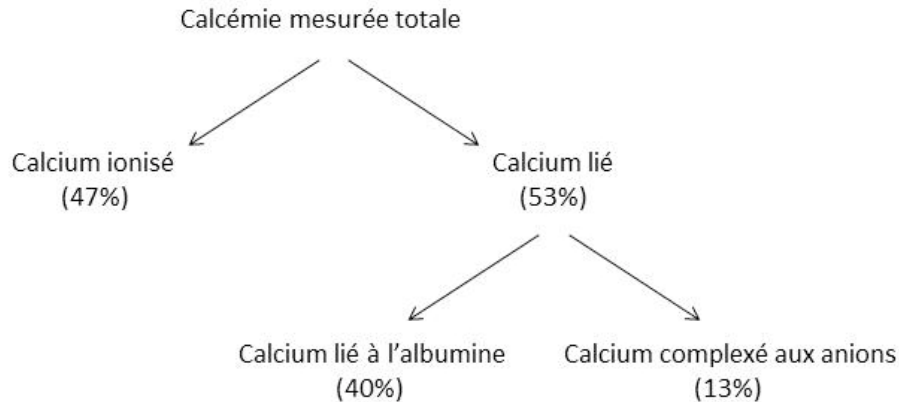 Calcémie mesurée totale
Calcium ionisé
(47%)
Calcium lié
(53%)
Calcium lié à l'albumine
(40%)
Calcium complexé aux anions
(13%)